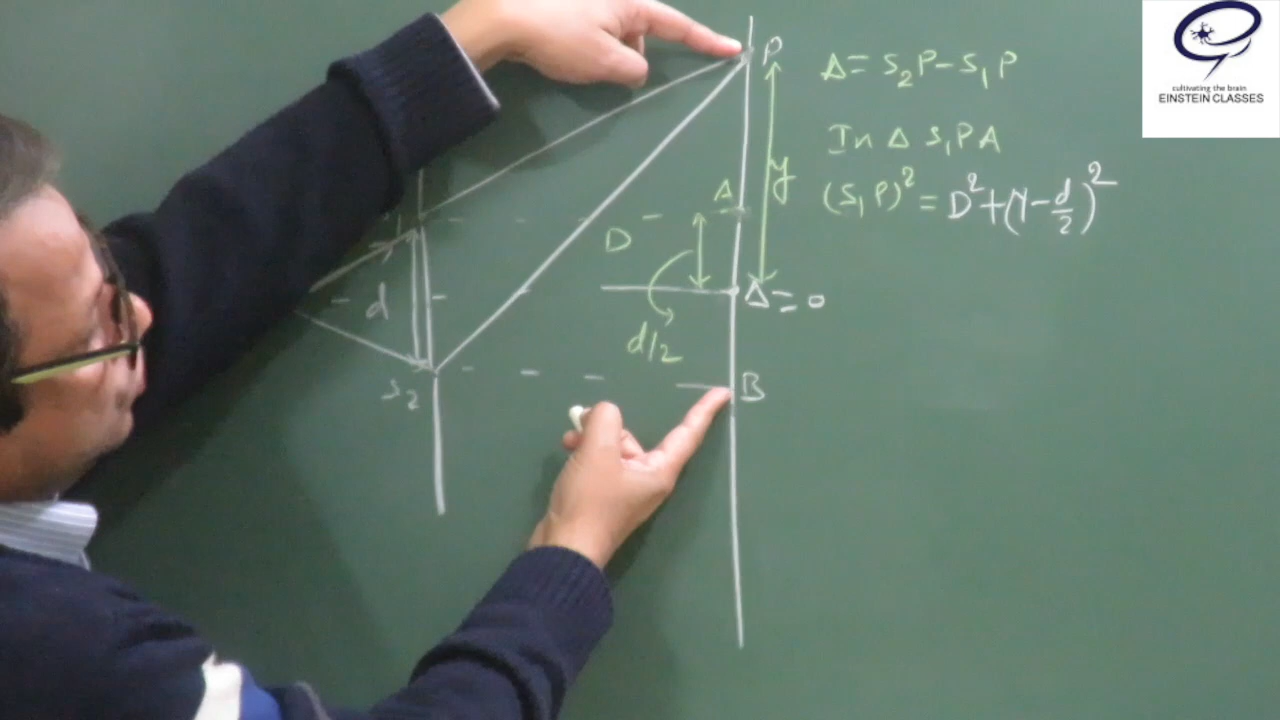 cultivating the brain
EINSTEIN CLASSES
P
Δ = S₂P - S₁P
In Δ S₁PA
(S₁P)² = D² + (y - d/2)²
y
A
D
d
Δ = 0
d/2
S₂
B